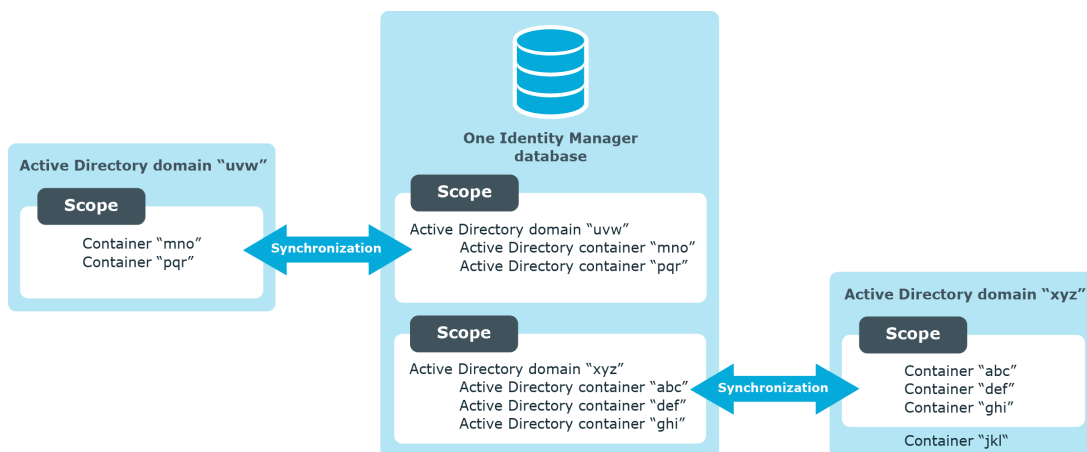 One Identity Manager
database
Active Directory domain “uvw”
Scope
Container “mno”
Container “pqr”
Synchronization
Scope
Active Directory domain “uvw”
Active Directory container “mno”
Active Directory container “pqr”
Scope
Active Directory domain “xyz”
Active Directory container “abc”
Active Directory container “def”
Active Directory container “ghi”
Synchronization
Active Directory domain “xyz”
Scope
Container “abc”
Container “def”
Container “ghi”
Container “jkl“